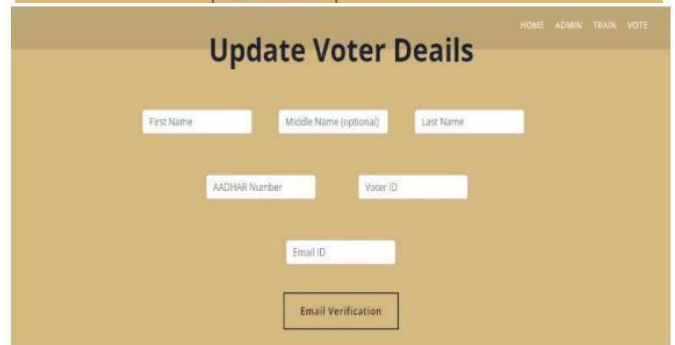 HOME ADMIN TRAIN VOTE
Update Voter Deails
First Name Middle Name (optional) Last Name
AADHAR Number Voter ID
Email ID
Email Verification